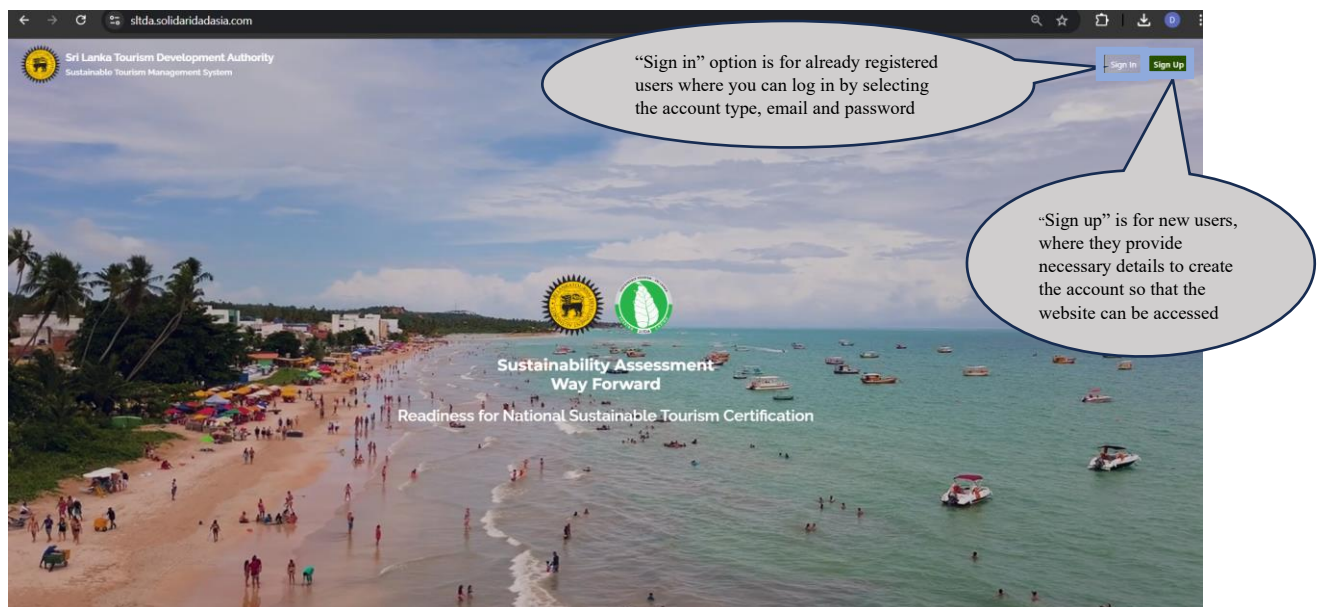 sltda.solidaridadasia.com
D
Sri Lanka Tourism Development Authority
Sustainable Tourism Management System
Sign In
Sign Up
“Sign in” option is for already registered
users where you can log in by selecting
the account type, email and password
“Sign up” is for new users,
where they provide
necessary details to create
the account so that the
website can be accessed
Sustainability Assessment
Way Forward
Readiness for National Sustainable Tourism Certification